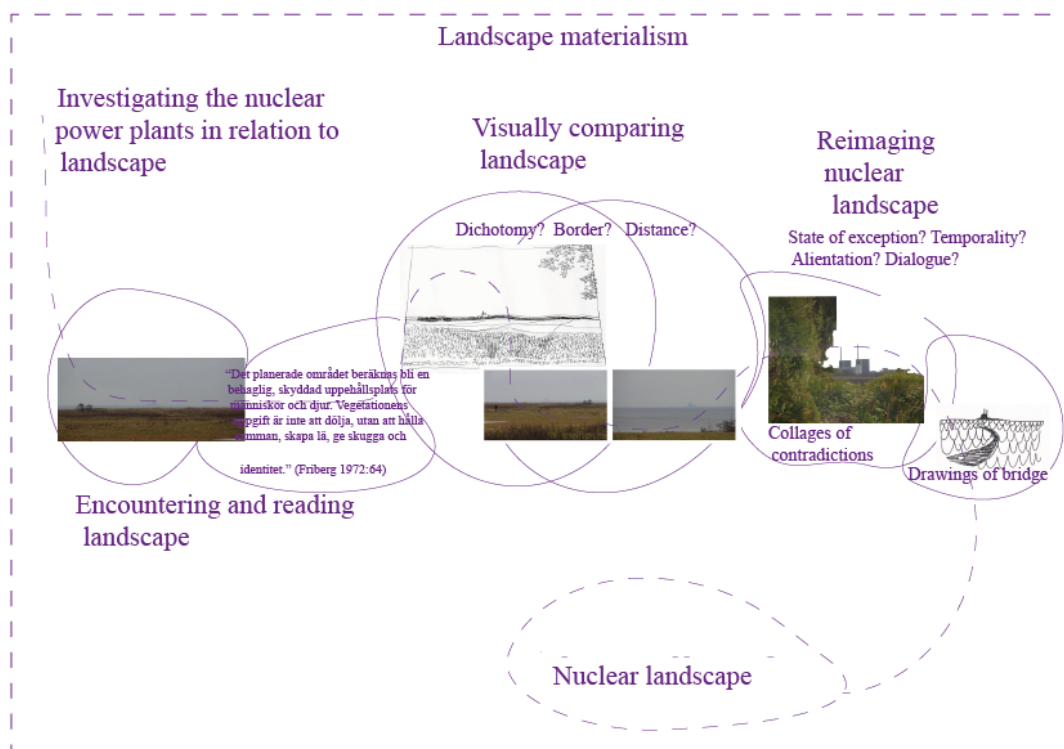 Landscape materialism
Investigating the nuclear
power plants in relation to
landscape
Visually comparing
landscape
Reimaging
nuclear
landscape
Dichotomy? Border? Distance?
State of exception? Temporality?
Alientation? Dialogue?
"Det planerade området beräknas bli en
behaglig, skyddad uppehållsplats för
människor och djur. Vegetationens
uppgift är inte att dölja, utan att hålla
samman, skapa lä, ge skugga och
identitet." (Friberg 1972:64)
Collages of
contradictions
Drawings of bridge
Encountering and reading
landscape
Nuclear landscape